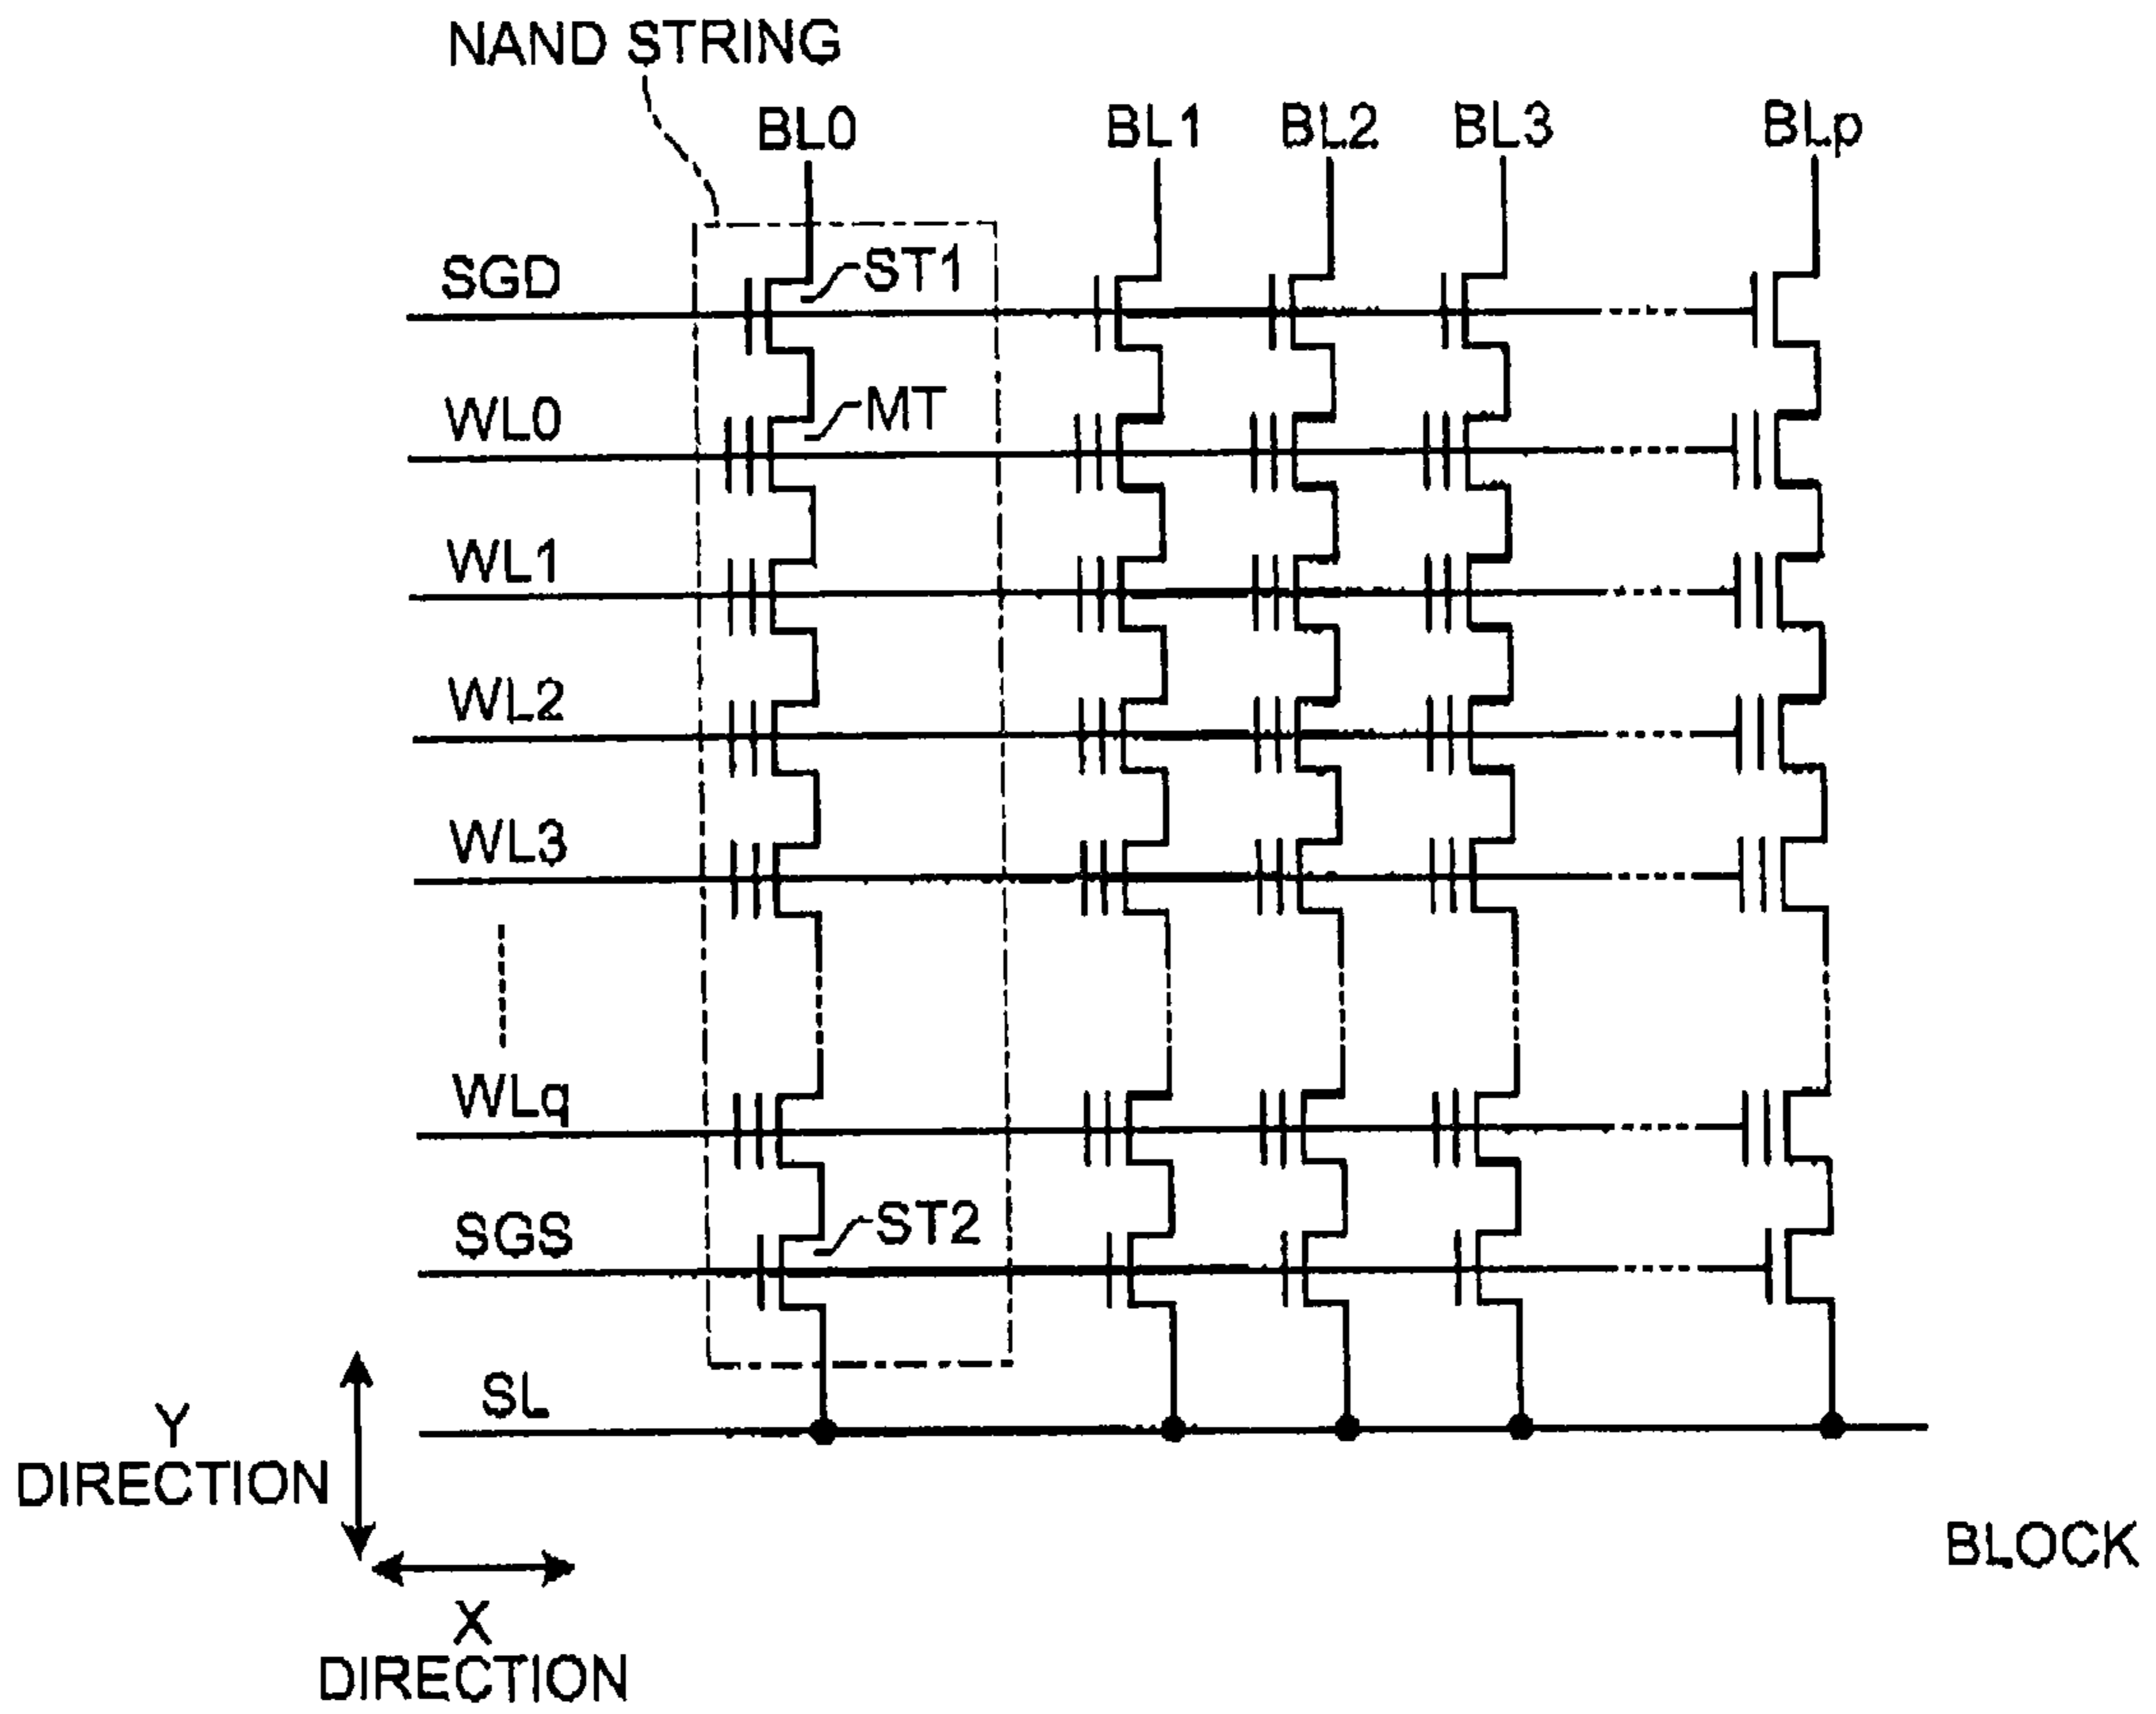 NAND STRING
BL0
BL1
BL2
BL3
BLp
SGD
ST1
WL0
MT
WL1
WL2
WL3
WLq
SGS
ST2
SL
Y
DIRECTION
X
DIRECTION
BLOCK